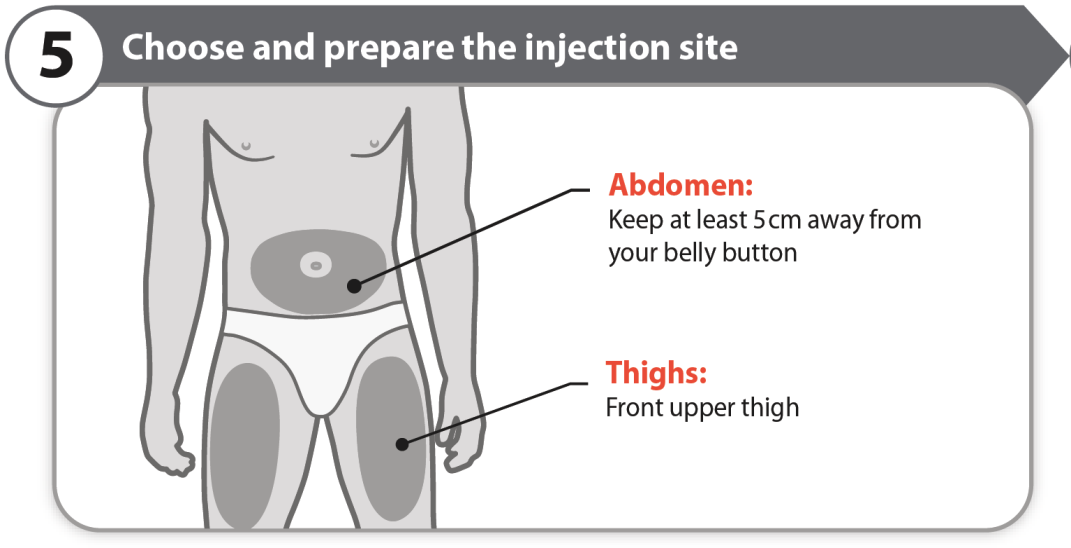 5
Choose and prepare the injection site
Abdomen:
Keep at least 5 cm away from
your belly button
Thighs:
Front upper thigh